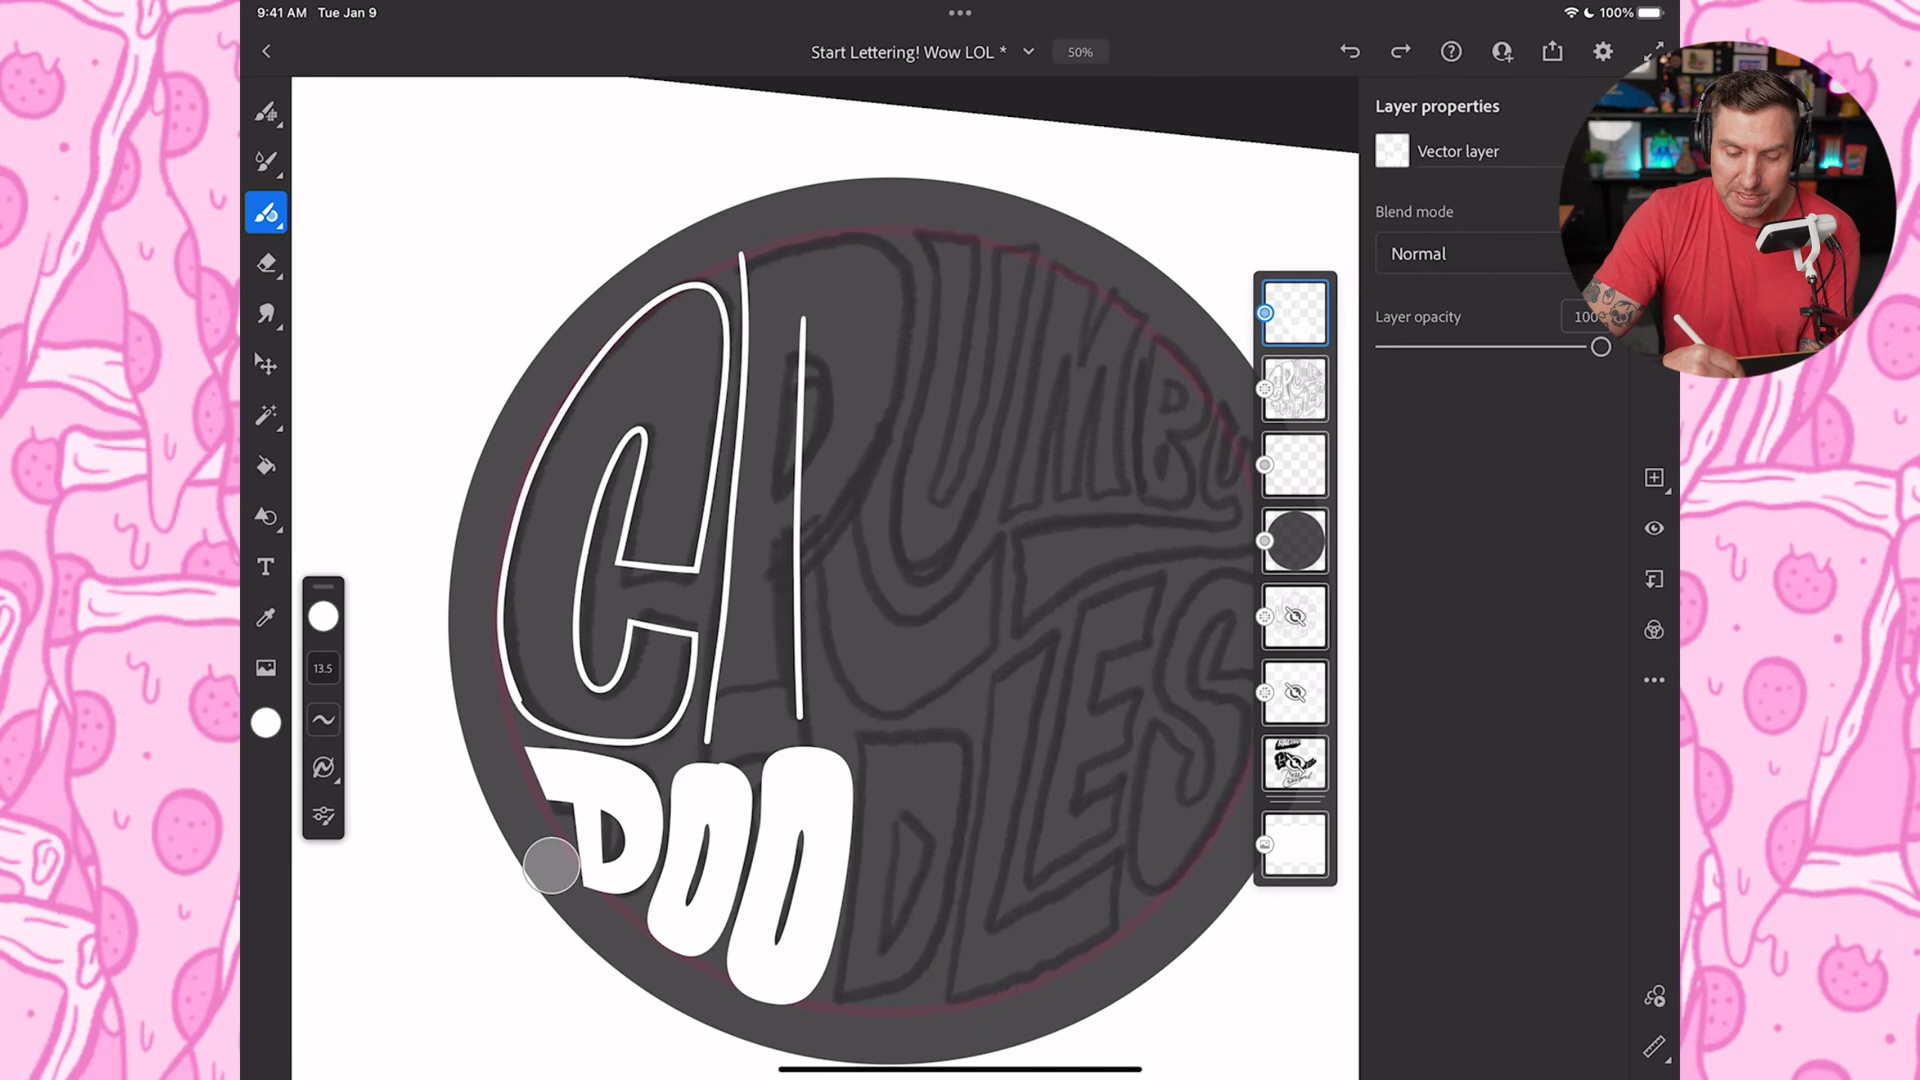 9:41 AM Tue Jan 9
100%
Start Lettering! Wow LOL *
50%
Layer properties
Vector layer
Blend mode
Normal
Layer opacity
100
13.5
T
CRUMBY
DOODLES